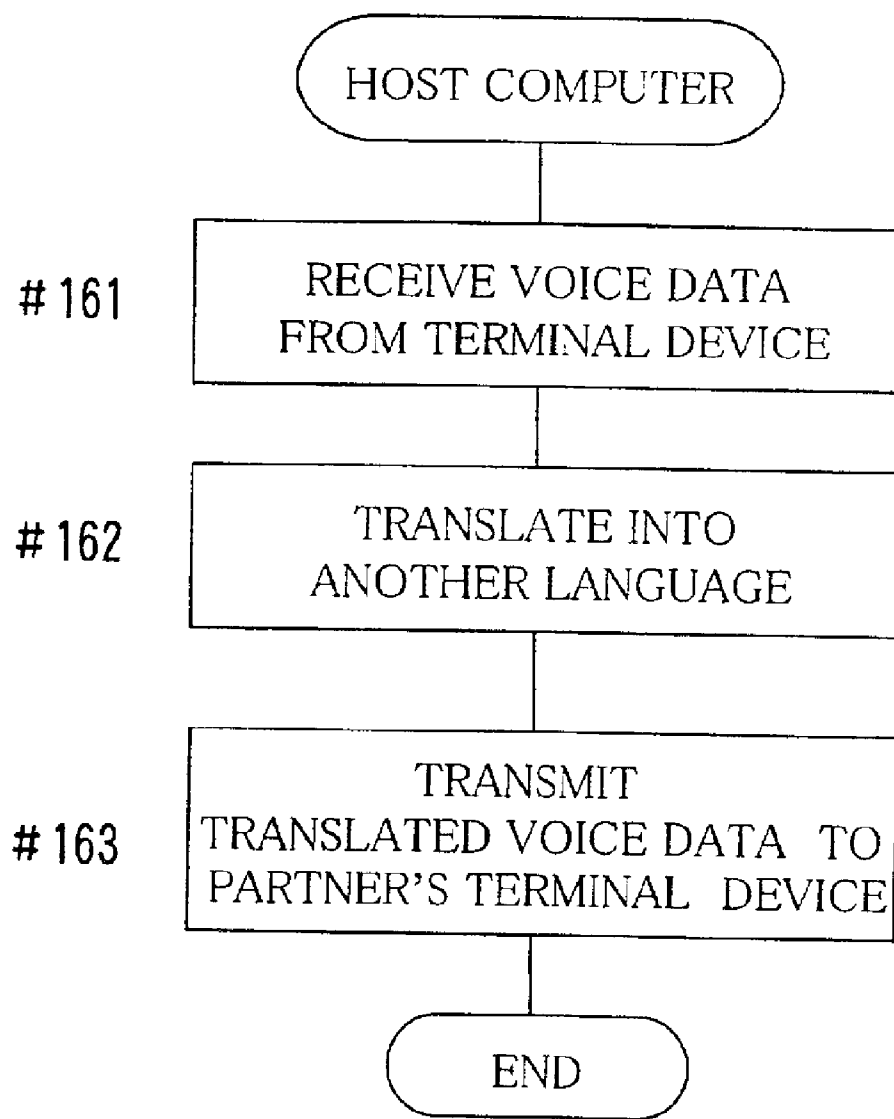 HOST COMPUTER
#161
RECEIVE VOICE DATA
FROM TERMINAL DEVICE
#162
TRANSLATE INTO
ANOTHER LANGUAGE
#163
TRANSMIT
TRANSLATED VOICE DATA TO
PARTNER'S TERMINAL DEVICE
END